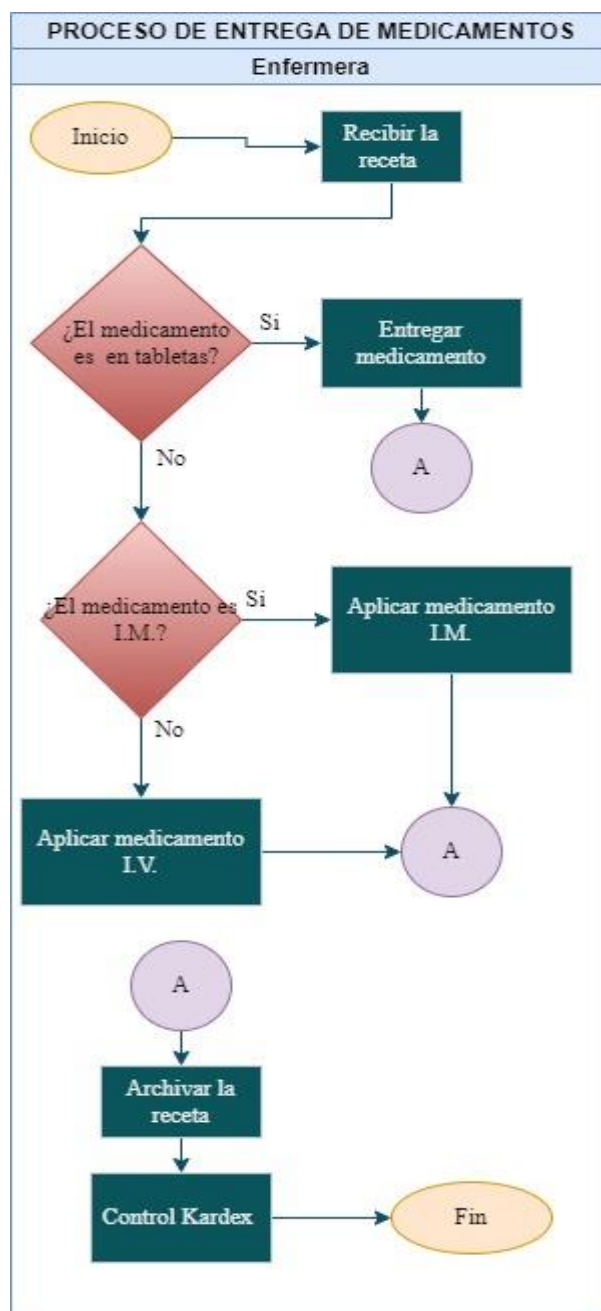 PROCESO DE ENTREGA DE MEDICAMENTOS
Enfermera
Inicio
Recibir la
receta
¿El medicamento
es en tabletas?
Si
Entregar
medicamento
A
No
¿El medicamento es
I.M.?
Si
Aplicar medicamento
I.M.
No
Aplicar medicamento
I.V.
A
A
Archivar la
receta
Control Kardex
Fin